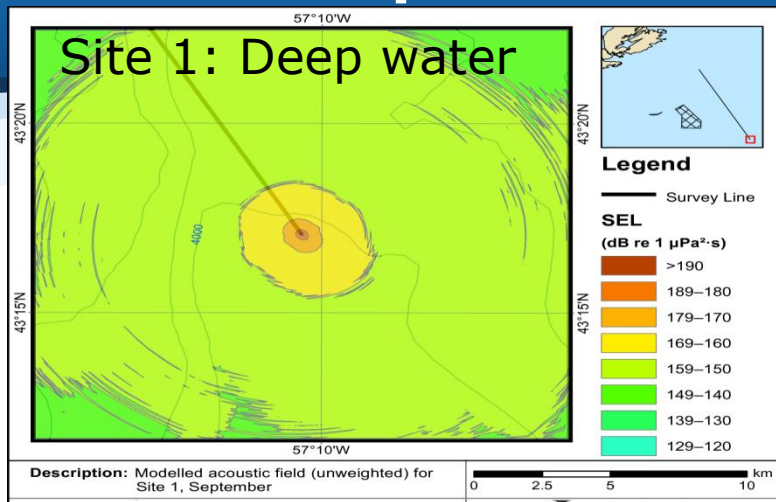 57°10'W
Site 1: Deep water
43°20'N
43°20'N
4000
43°15'N
43°15'N
57°10'W
Legend
Survey Line
SEL
(dB re 1 µPa²·s)
>190
189–180
179–170
169–160
159–150
149–140
139–130
129–120
Description: Modelled acoustic field (unweighted) for
Site 1, September
km
0 2.5 5 10